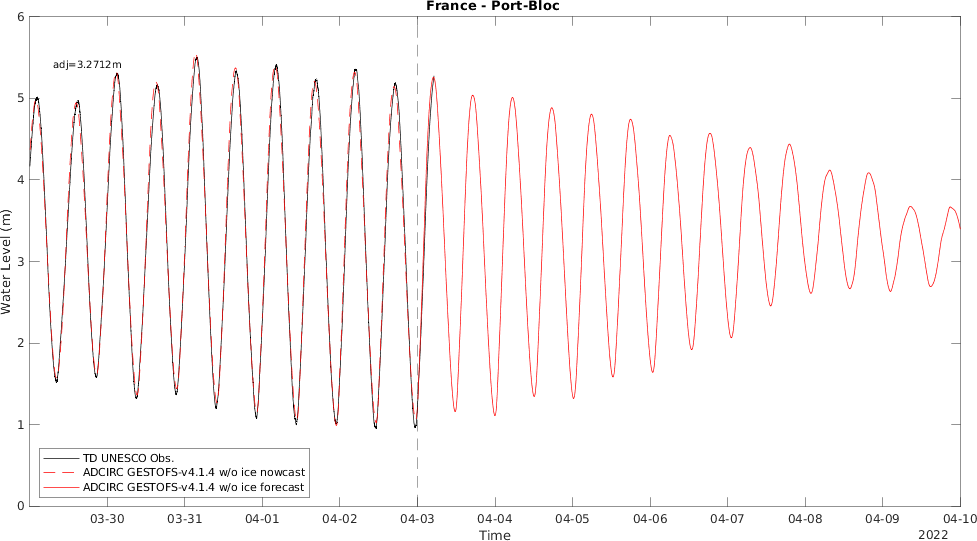 France - Port-Bloc
adj=3.2712m
6
5
4
3
2
1
0
Water Level (m)
TD UNESCO Obs.
ADCIRC GESTOFS-v4.1.4 w/o ice nowcast
ADCIRC GESTOFS-v4.1.4 w/o ice forecast
03-30 03-31 04-01 04-02 04-03 04-04 04-05 04-06 04-07 04-08 04-09 04-10
Time
2022